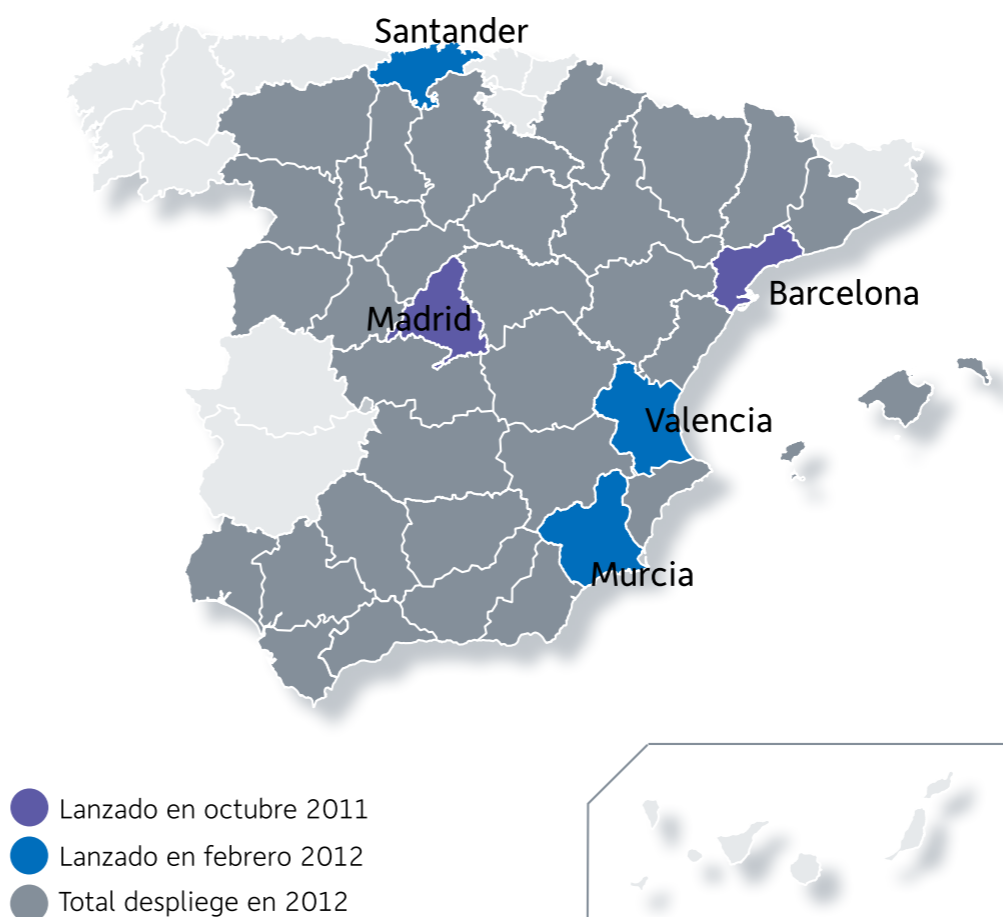 Santander
Barcelona
Madrid
Valencia
Murcia
Lanzado en octubre 2011
Lanzado en febrero 2012
Total despliege en 2012